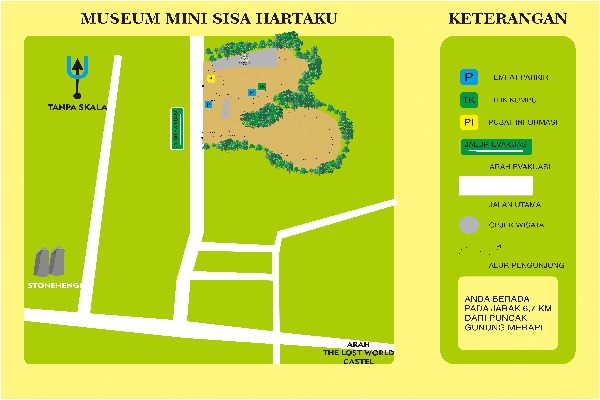 MUSEUM MINI SISA HARTAKU
KETERANGAN
TANPA SKALA
STONEHENGE
ARAH
THE LOST WORLD
CASTEL
P
TK
PI
P
P
TEMPAT PARKIR
TK
TITIK KUMPUL
PI
PUSAT INFORMASI
JALUR EVAKUASI
ARAH EVAKUASI
JALAN UTAMA
OBJEK WISATA
ALUR PENGUNJUNG
ANDA BERADA
PADA JARAK 6,7 KM
DARI PUNCAK
GUNUNG MERAPI